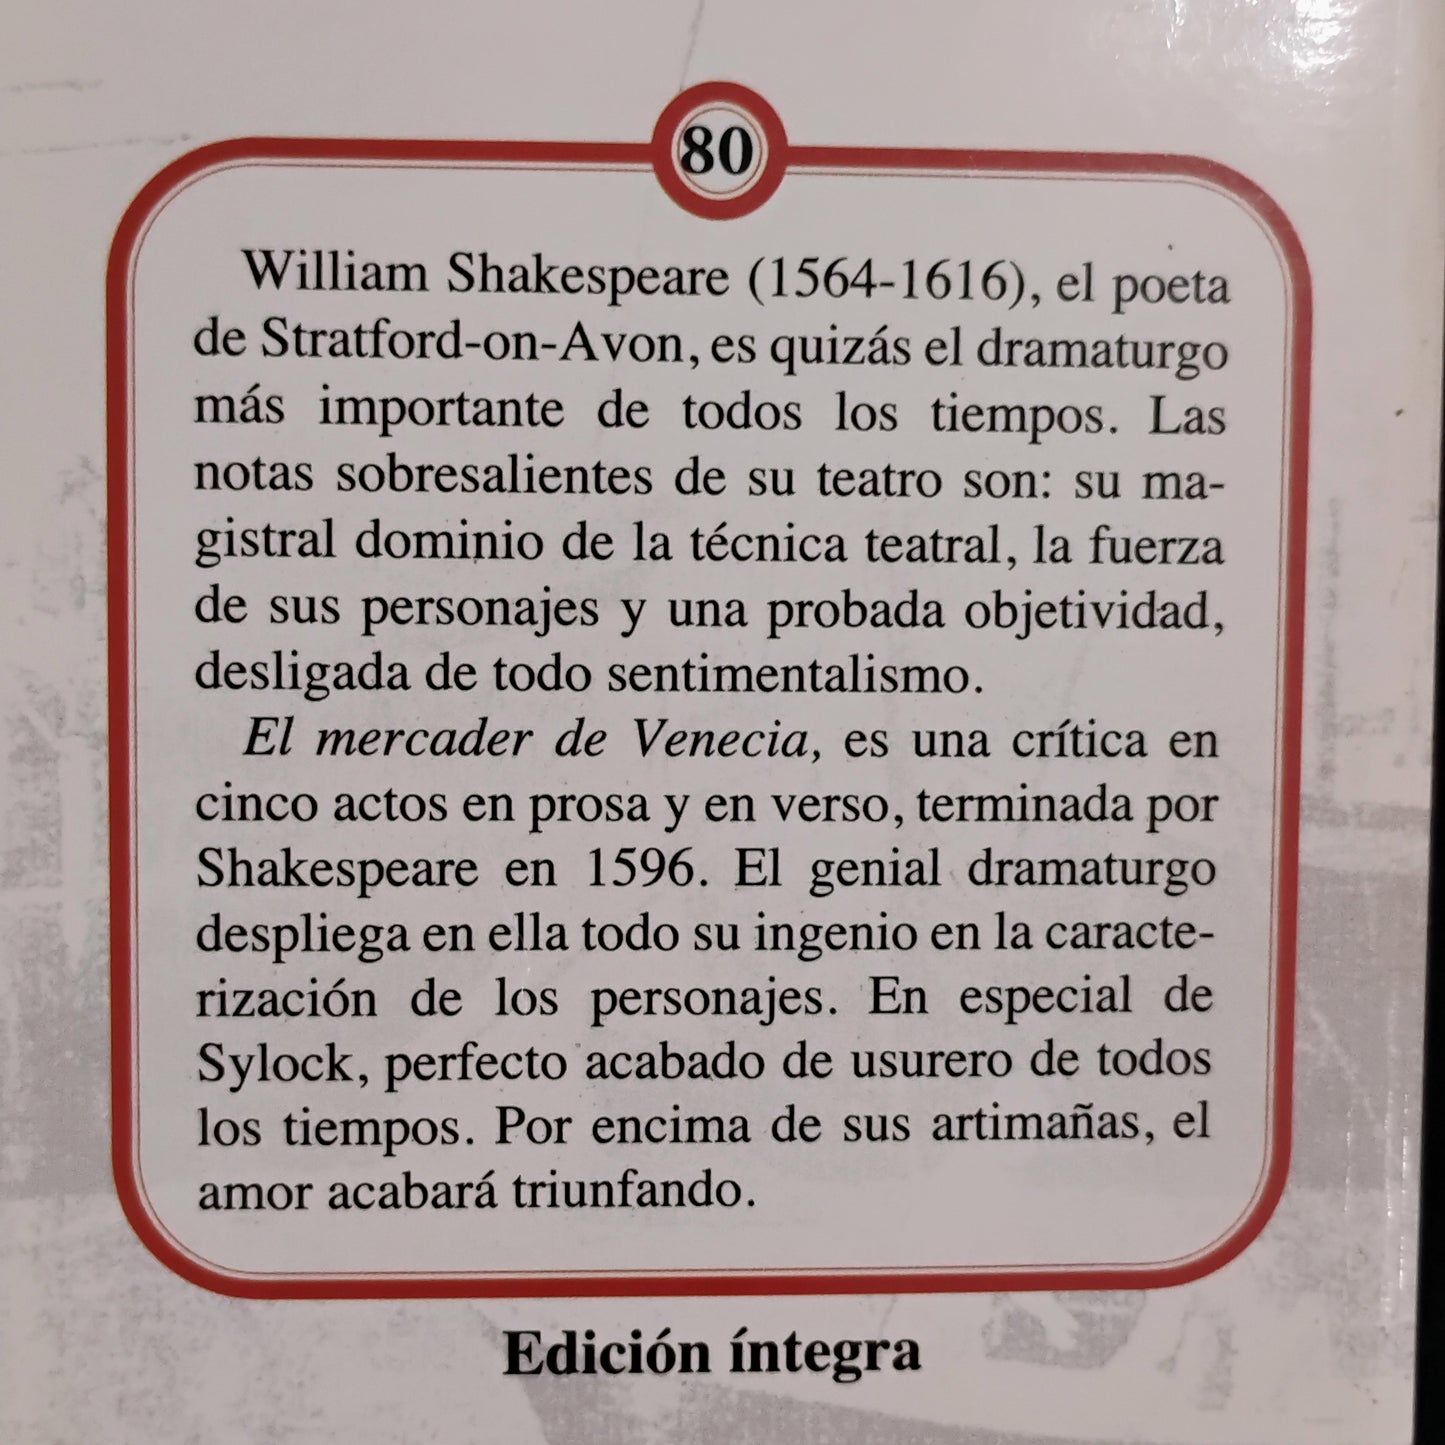 80
William Shakespeare (1564-1616), el poeta
de Stratford-on-Avon, es quizás el dramaturgo
más importante de todos los tiempos. Las
notas sobresalientes de su teatro son: su ma-
gistral dominio de la técnica teatral, la fuerza
de sus personajes y una probada objetividad,
desligada de todo sentimentalismo.
El mercader de Venecia, es una crítica en
cinco actos en prosa y en verso, terminada por
Shakespeare en 1596. El genial dramaturgo
despliega en ella todo su ingenio en la caracte-
rización de los personajes. En especial de
Sylock, perfecto acabado de usurero de todos
los tiempos. Por encima de sus artimañas, el
amor acabará triunfando.
Edición íntegra